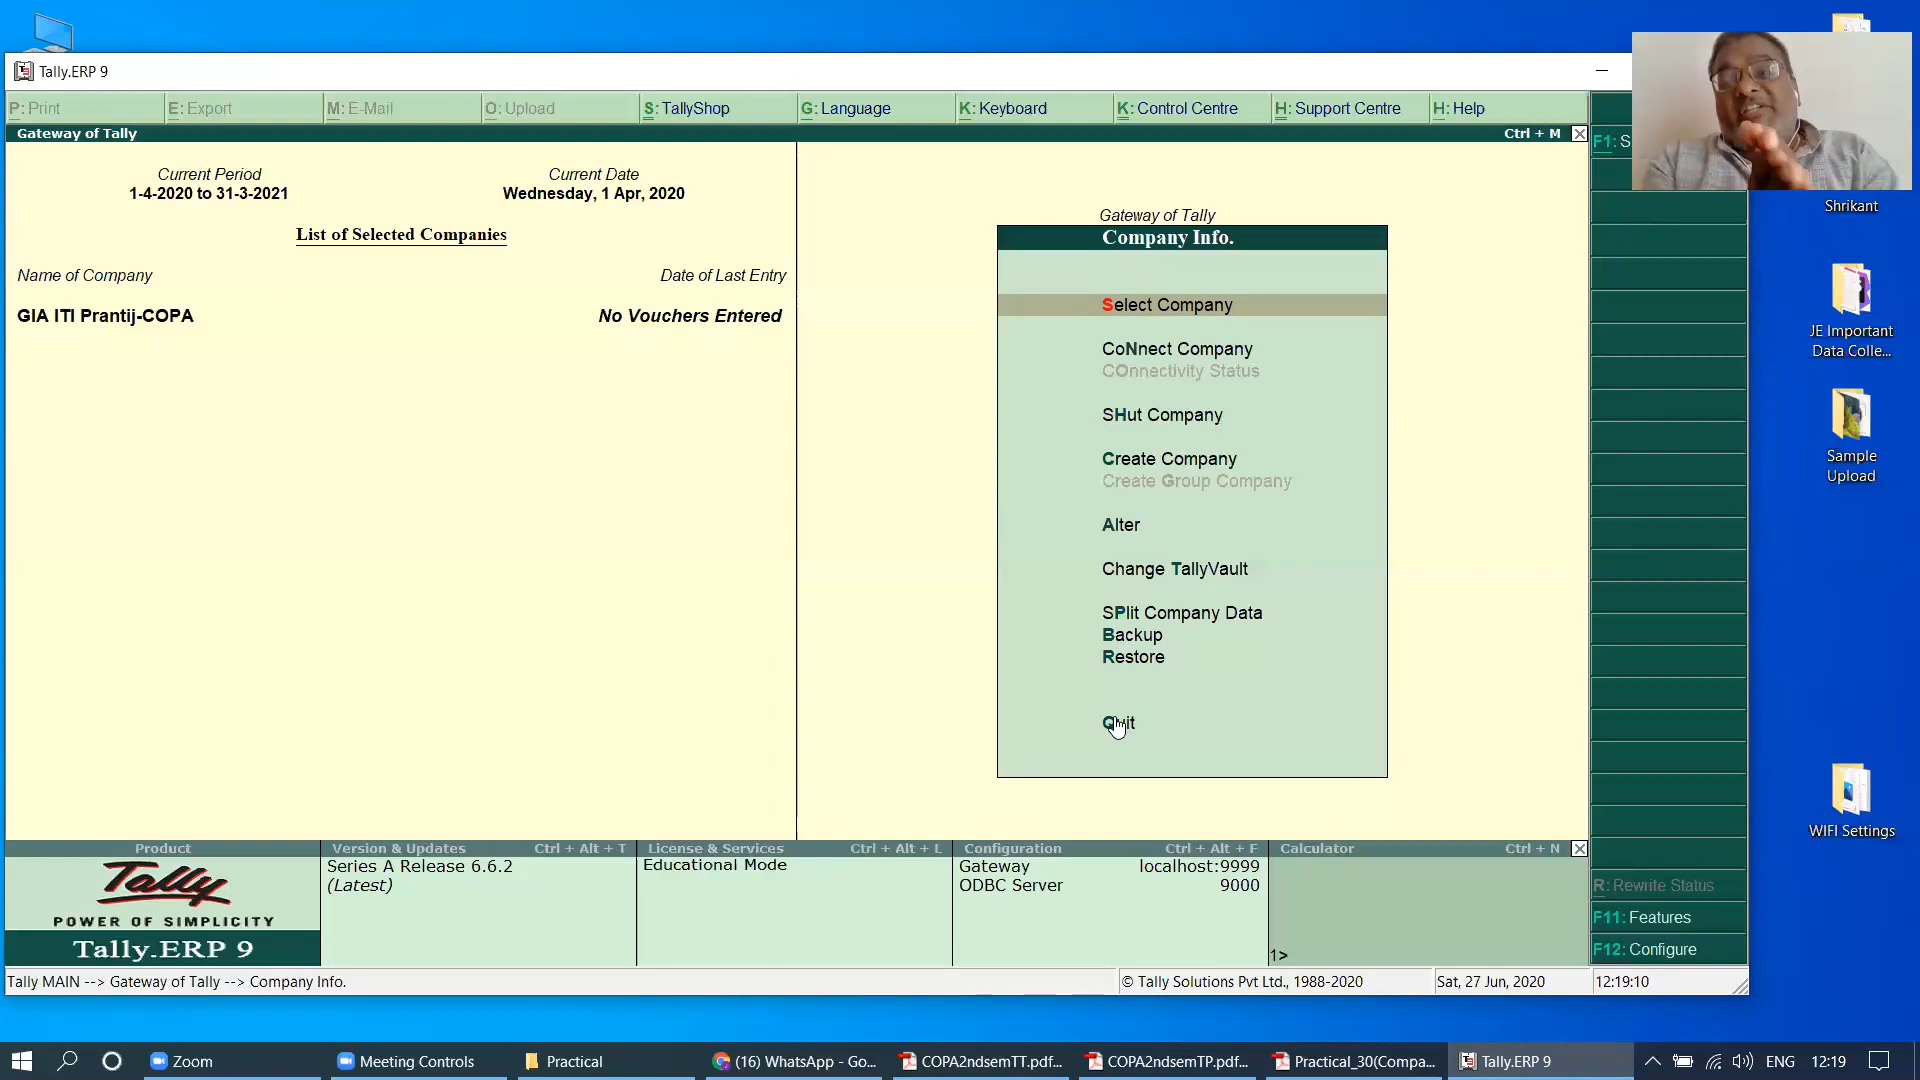 Tally.ERP 9
P: Print
E: Export
M: E-Mail
O: Upload
S: TallyShop
G: Language
K: Keyboard
K: Control Centre
H: Support Centre
H: Help
Gateway of Tally
Ctrl + M
F1: S
Current Period
1-4-2020 to 31-3-2021
Current Date
Wednesday, 1 Apr, 2020
List of Selected Companies
Name of Company
Date of Last Entry
GIA ITI Prantij-COPA
No Vouchers Entered
Gateway of Tally
Company Info.
Select Company
CoNnect Company
COnnectivity Status
SHut Company
Create Company
Create Group Company
Alter
Change TallyVault
SPlit Company Data
Backup
Restore
Quit
R: Rewrite Status
F11: Features
F12: Configure
Product
Tally
POWER OF SIMPLICITY
Tally.ERP 9
Version & Updates
Ctrl + Alt + T
Series A Release 6.6.2
(Latest)
License & Services
Ctrl + Alt + L
Educational Mode
Configuration
Ctrl + Alt + F
Gateway
localhost:9999
ODBC Server
9000
Calculator
Ctrl + N
1>
Tally MAIN --> Gateway of Tally --> Company Info.
© Tally Solutions Pvt Ltd., 1988-2020
Sat, 27 Jun, 2020
12:19:10
Shrikant
JE Important
Data Colle...
Sample
Upload
WIFI Settings
Zoom
Meeting Controls
Practical
(16) WhatsApp - Go...
COPA2ndsemTT.pdf...
COPA2ndsemTP.pdf...
Practical_30(Compa...
Tally.ERP 9
ENG
12:19